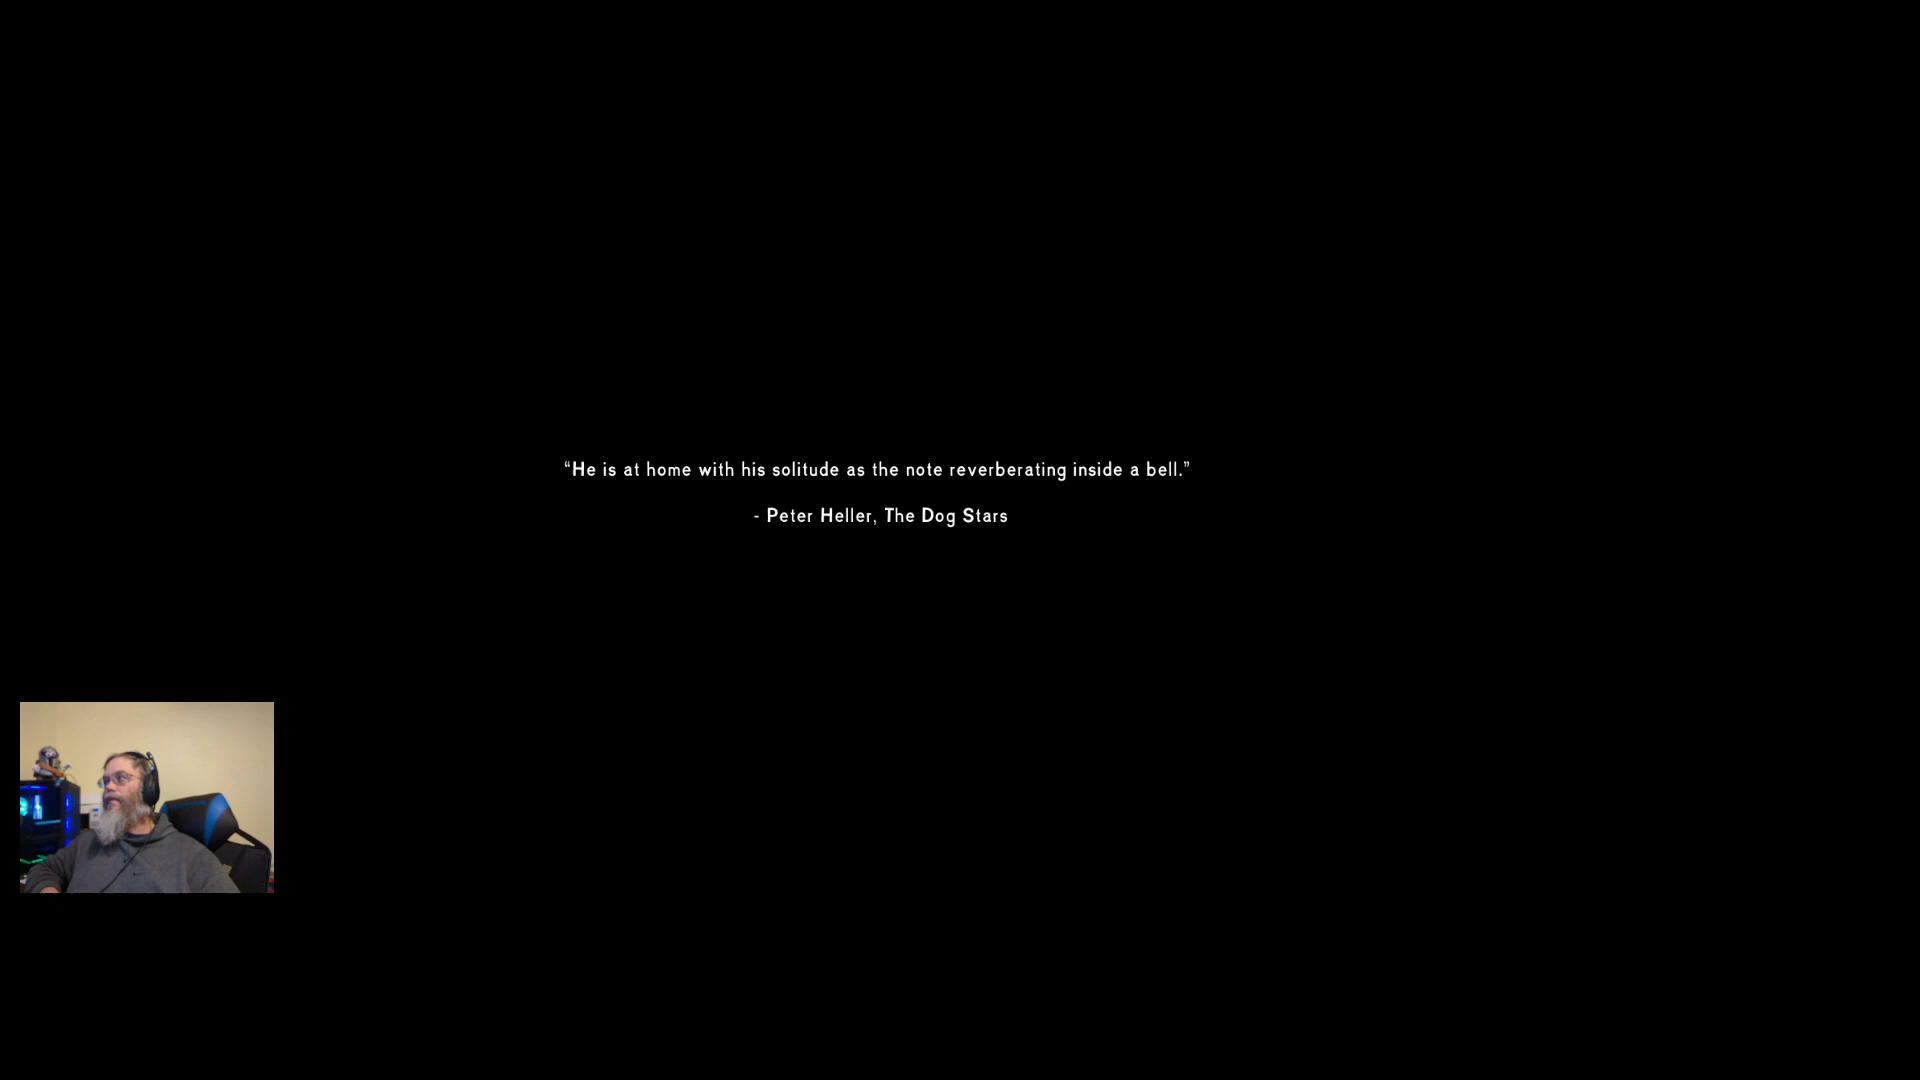 “He is at home with his solitude as the note reverberating inside a bell.”
- Peter Heller, The Dog Stars